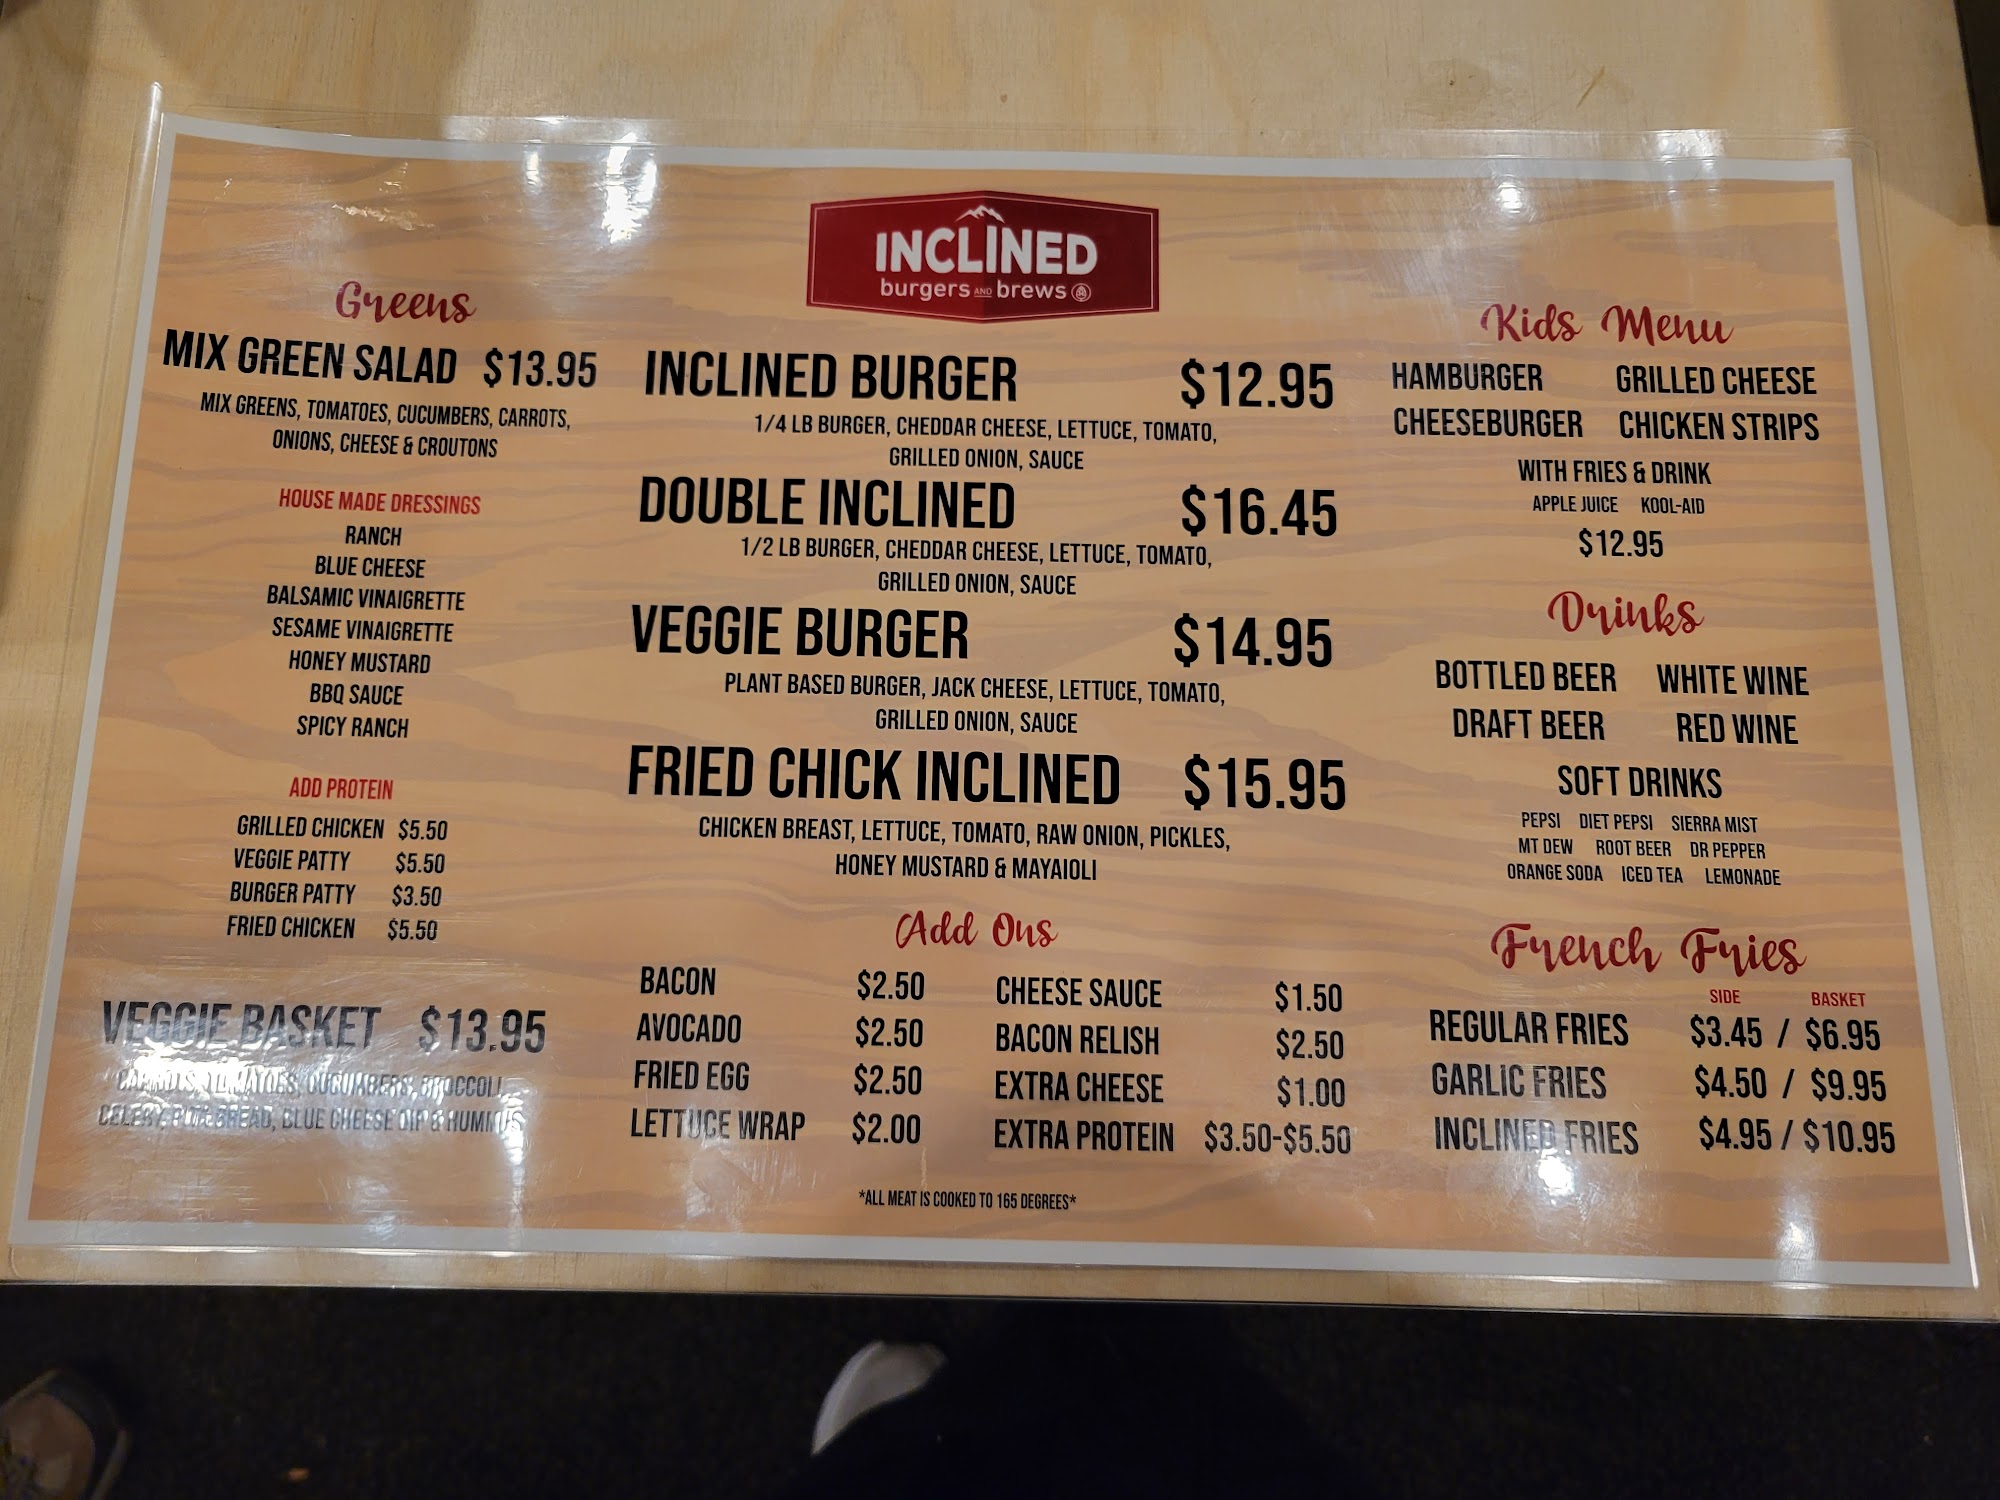 INCLINED
burgers AND brews
Greens
MIX GREEN SALAD $13.95
MIX GREENS, TOMATOES, CUCUMBERS, CARROTS,
ONIONS, CHEESE & CROUTONS
HOUSE MADE DRESSINGS
RANCH
BLUE CHEESE
BALSAMIC VINAIGRETTE
SESAME VINAIGRETTE
HONEY MUSTARD
BBQ SAUCE
SPICY RANCH
ADD PROTEIN
GRILLED CHICKEN $5.50
VEGGIE PATTY $5.50
BURGER PATTY $3.50
FRIED CHICKEN $5.50
VEGGIE BASKET $13.95
CARROTS, TOMATOES, CUCUMBERS, BROCCOLI,
CELERY, PITA BREAD, BLUE CHEESE DIP & HUMMUS
INCLINED BURGER $12.95
1/4 LB BURGER, CHEDDAR CHEESE, LETTUCE, TOMATO,
GRILLED ONION, SAUCE
DOUBLE INCLINED $16.45
1/2 LB BURGER, CHEDDAR CHEESE, LETTUCE, TOMATO,
GRILLED ONION, SAUCE
VEGGIE BURGER $14.95
PLANT BASED BURGER, JACK CHEESE, LETTUCE, TOMATO,
GRILLED ONION, SAUCE
FRIED CHICK INCLINED $15.95
CHICKEN BREAST, LETTUCE, TOMATO, RAW ONION, PICKLES,
HONEY MUSTARD & MAYAIOLI
Add Ons
BACON $2.50 CHEESE SAUCE $1.50
AVOCADO $2.50 BACON RELISH $2.50
FRIED EGG $2.50 EXTRA CHEESE $1.00
LETTUCE WRAP $2.00 EXTRA PROTEIN $3.50-$5.50
*ALL MEAT IS COOKED TO 165 DEGREES*
Kids Menu
HAMBURGER GRILLED CHEESE
CHEESEBURGER CHICKEN STRIPS
WITH FRIES & DRINK
APPLE JUICE KOOL-AID
$12.95
Drinks
BOTTLED BEER WHITE WINE
DRAFT BEER RED WINE
SOFT DRINKS
PEPSI DIET PEPSI SIERRA MIST
MT DEW ROOT BEER DR PEPPER
ORANGE SODA ICED TEA LEMONADE
French Fries
SIDE BASKET
REGULAR FRIES $3.45 / $6.95
GARLIC FRIES $4.50 / $9.95
INCLINED FRIES $4.95 / $10.95